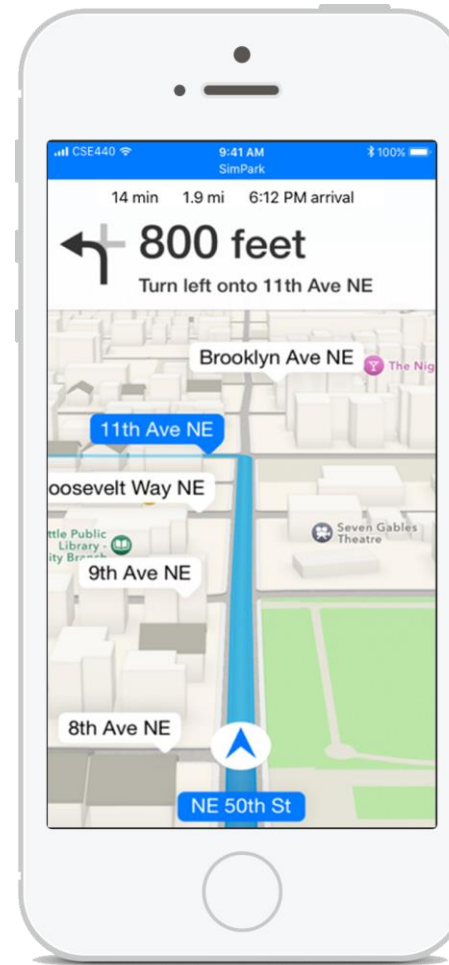 CSE440 9:41 AM 100%
SimPark
14 min 1.9 mi 6:12 PM arrival
800 feet
Turn left onto 11th Ave NE
Brooklyn Ave NE
The Nig
11th Ave NE
oosevelt Way NE
Seven Gables
Theatre
ttle Public
Library -
ity Branch
9th Ave NE
8th Ave NE
NE 50th St